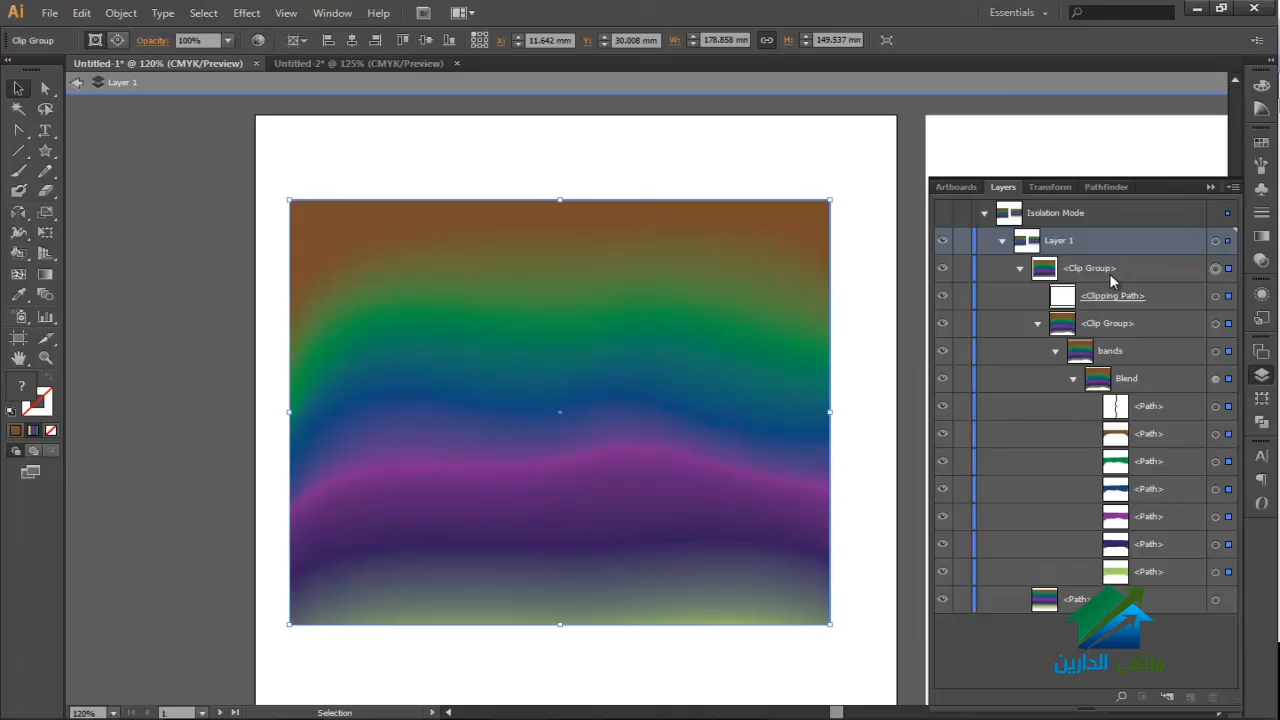 Ai File Edit Object Type Select Effect View Window Help Br Essentials
Clip Group Opacity: 100% X: 11.642 mm Y: 30.008 mm W: 178.858 mm H: 149.537 mm
Untitled-1* @ 120% (CMYK/Preview) × Untitled-2* @ 125% (CMYK/Preview) ×
Layer 1
Artboards Layers Transform Pathfinder
Isolation Mode
Layer 1
<Clip Group>
<Clipping Path>
<Clip Group>
bands
Blend
<Path>
<Path>
<Path>
<Path>
<Path>
<Path>
<Path>
<Path>
ملتقى الدارين
120% 1 Selection